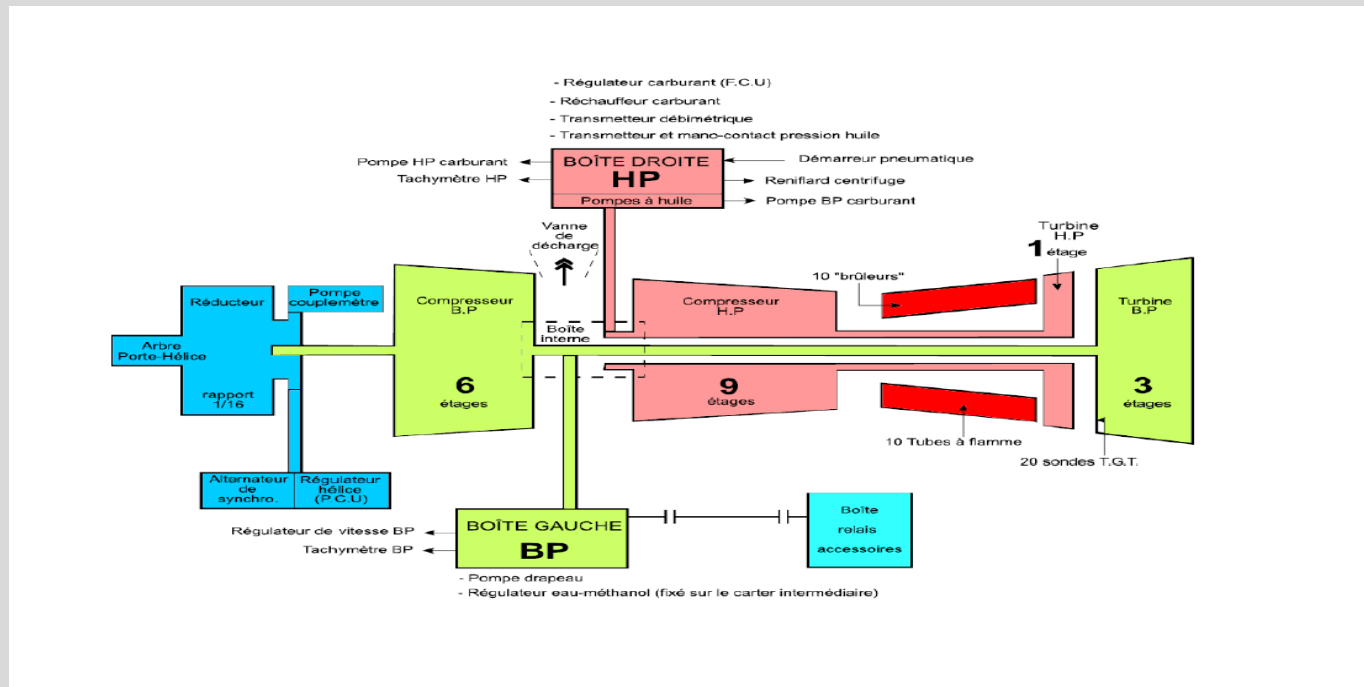 - Régulateur carburant (F.C.U)
- Réchauffeur carburant
- Transmetteur débimétrique
- Transmetteur et mano-contact pression huile
Pompe HP carburant
Tachymètre HP
BOÎTE DROITE
HP
Pompes à huile
Démarreur pneumatique
Reniflard centrifuge
Pompe BP carburant
Vanne
de
décharge
Turbine
H.P
1
étage
10 "brûleurs"
Réducteur
Pompe
couplemètre
Compresseur
B.P
Compresseur
H.P
Turbine
B.P
Boîte
interne
Arbre
Porte-Hélice
rapport
1/16
6
étages
9
étages
3
étages
10 Tubes à flamme
20 sondes T.G.T.
Alternateur
de
synchro.
Régulateur
hélice
(P.C.U)
Régulateur de vitesse BP
Tachymètre BP
BOÎTE GAUCHE
BP
Boîte
relais
accessoires
- Pompe drapeau
- Régulateur eau-méthanol (fixé sur le carter intermédiaire)